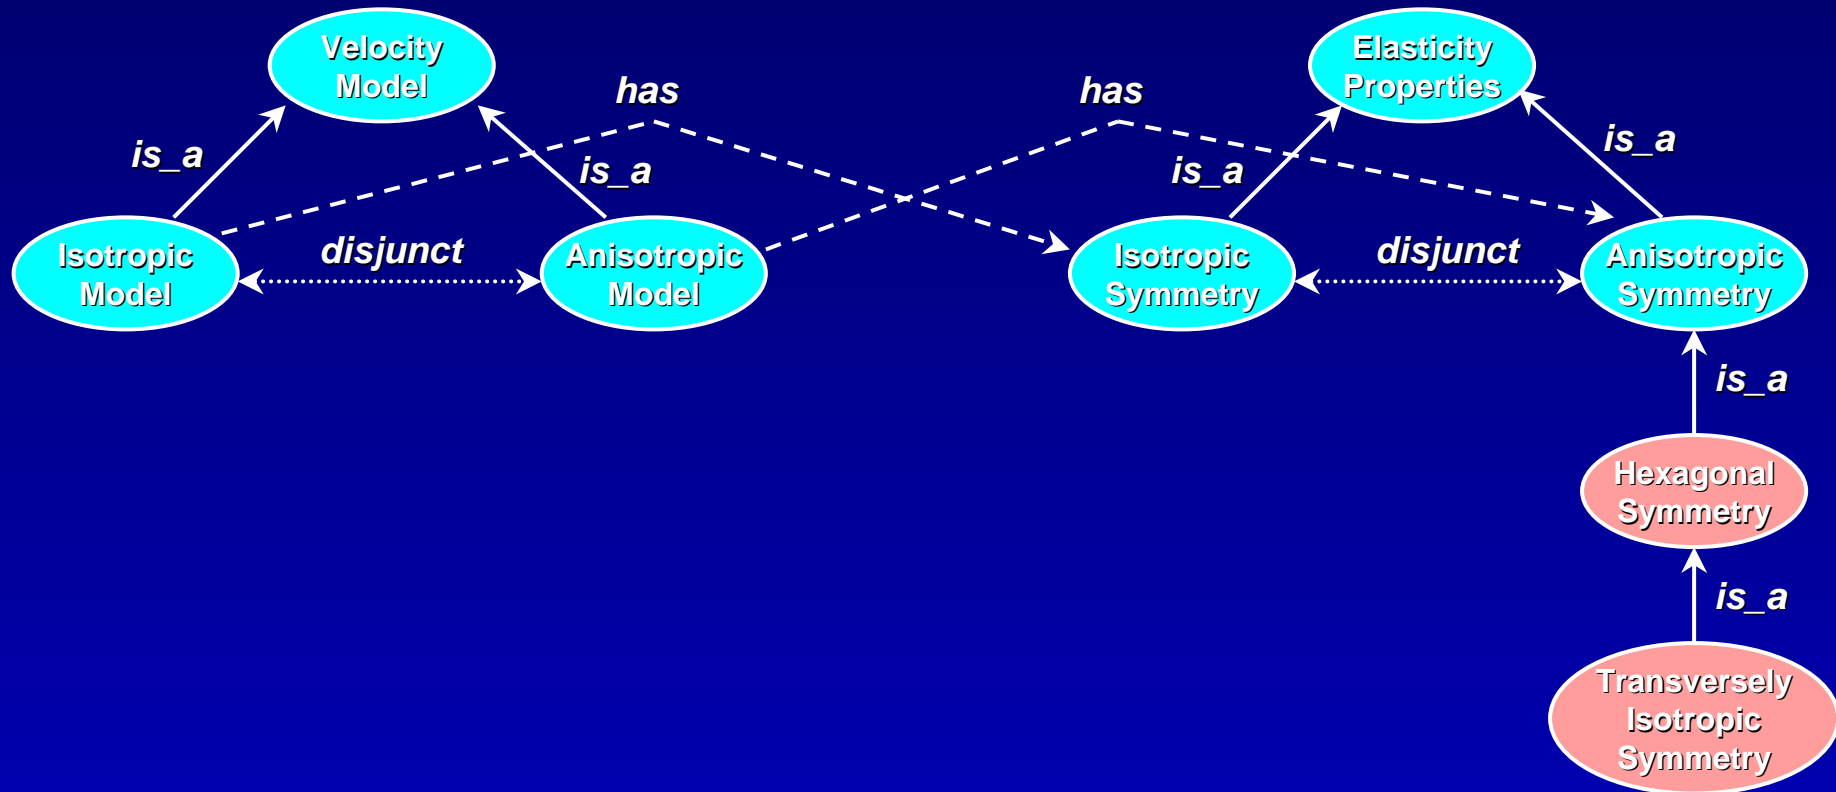 Velocity
Model
Elasticity
Properties
has
has
is_a
is_a
is_a
is_a
Isotropic
Model
disjunct
Anisotropic
Model
Isotropic
Symmetry
disjunct
Anisotropic
Symmetry
is_a
Hexagonal
Symmetry
is_a
Transversely
Isotropic
Symmetry